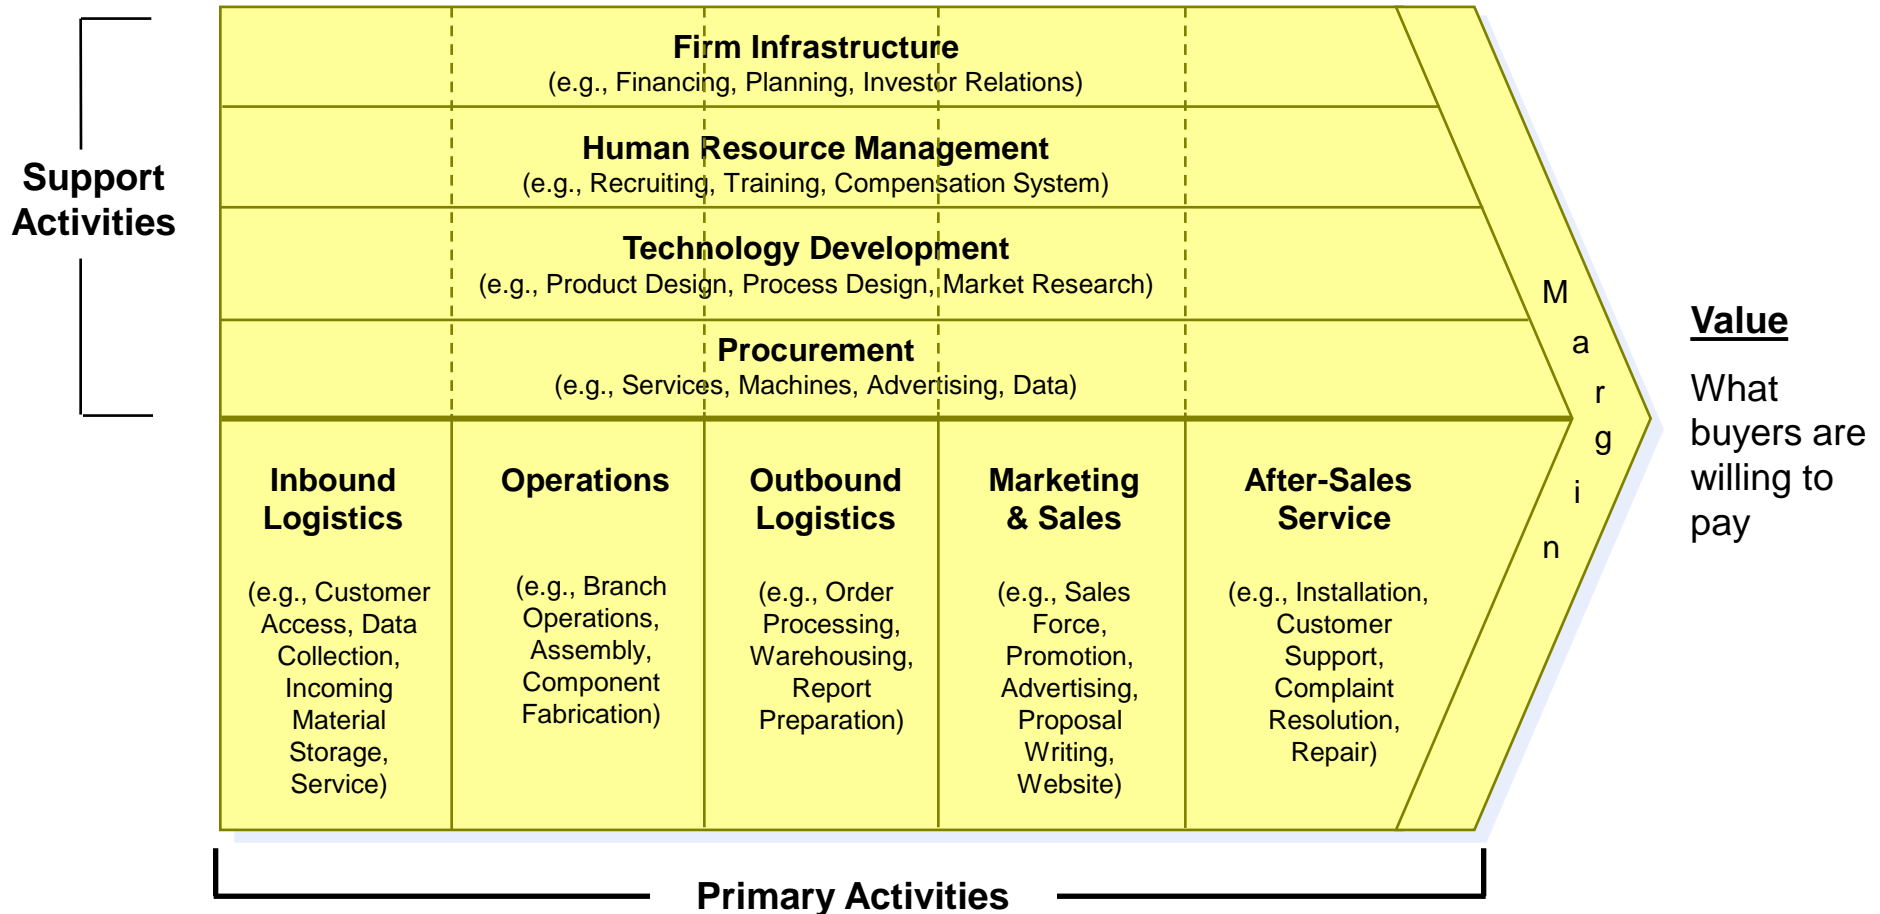 Support
Activities
Firm Infrastructure
(e.g., Financing, Planning, Investor Relations)
Human Resource Management
(e.g., Recruiting, Training, Compensation System)
Technology Development
(e.g., Product Design, Process Design, Market Research)
Procurement
(e.g., Services, Machines, Advertising, Data)
Inbound
Logistics
(e.g., Customer
Access, Data
Collection,
Incoming
Material
Storage,
Service)
Operations
(e.g., Branch
Operations,
Assembly,
Component
Fabrication)
Outbound
Logistics
(e.g., Order
Processing,
Warehousing,
Report
Preparation)
Marketing
& Sales
(e.g., Sales
Force,
Promotion,
Advertising,
Proposal
Writing,
Website)
After-Sales
Service
(e.g., Installation,
Customer
Support,
Complaint
Resolution,
Repair)
Margin
Value
What
buyers are
willing to
pay
Primary Activities